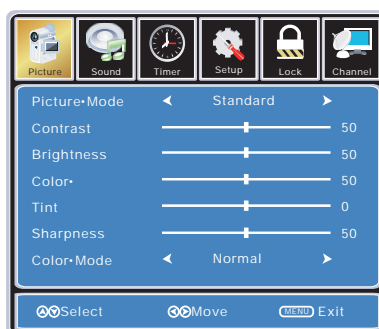 Picture Sound Timer Setup Lock Channel
Picture•Mode Standard
Contrast 50
Brightness 50
Color• 50
Tint 0
Sharpness 50
Color•Mode Normal
Select Move MENU Exit